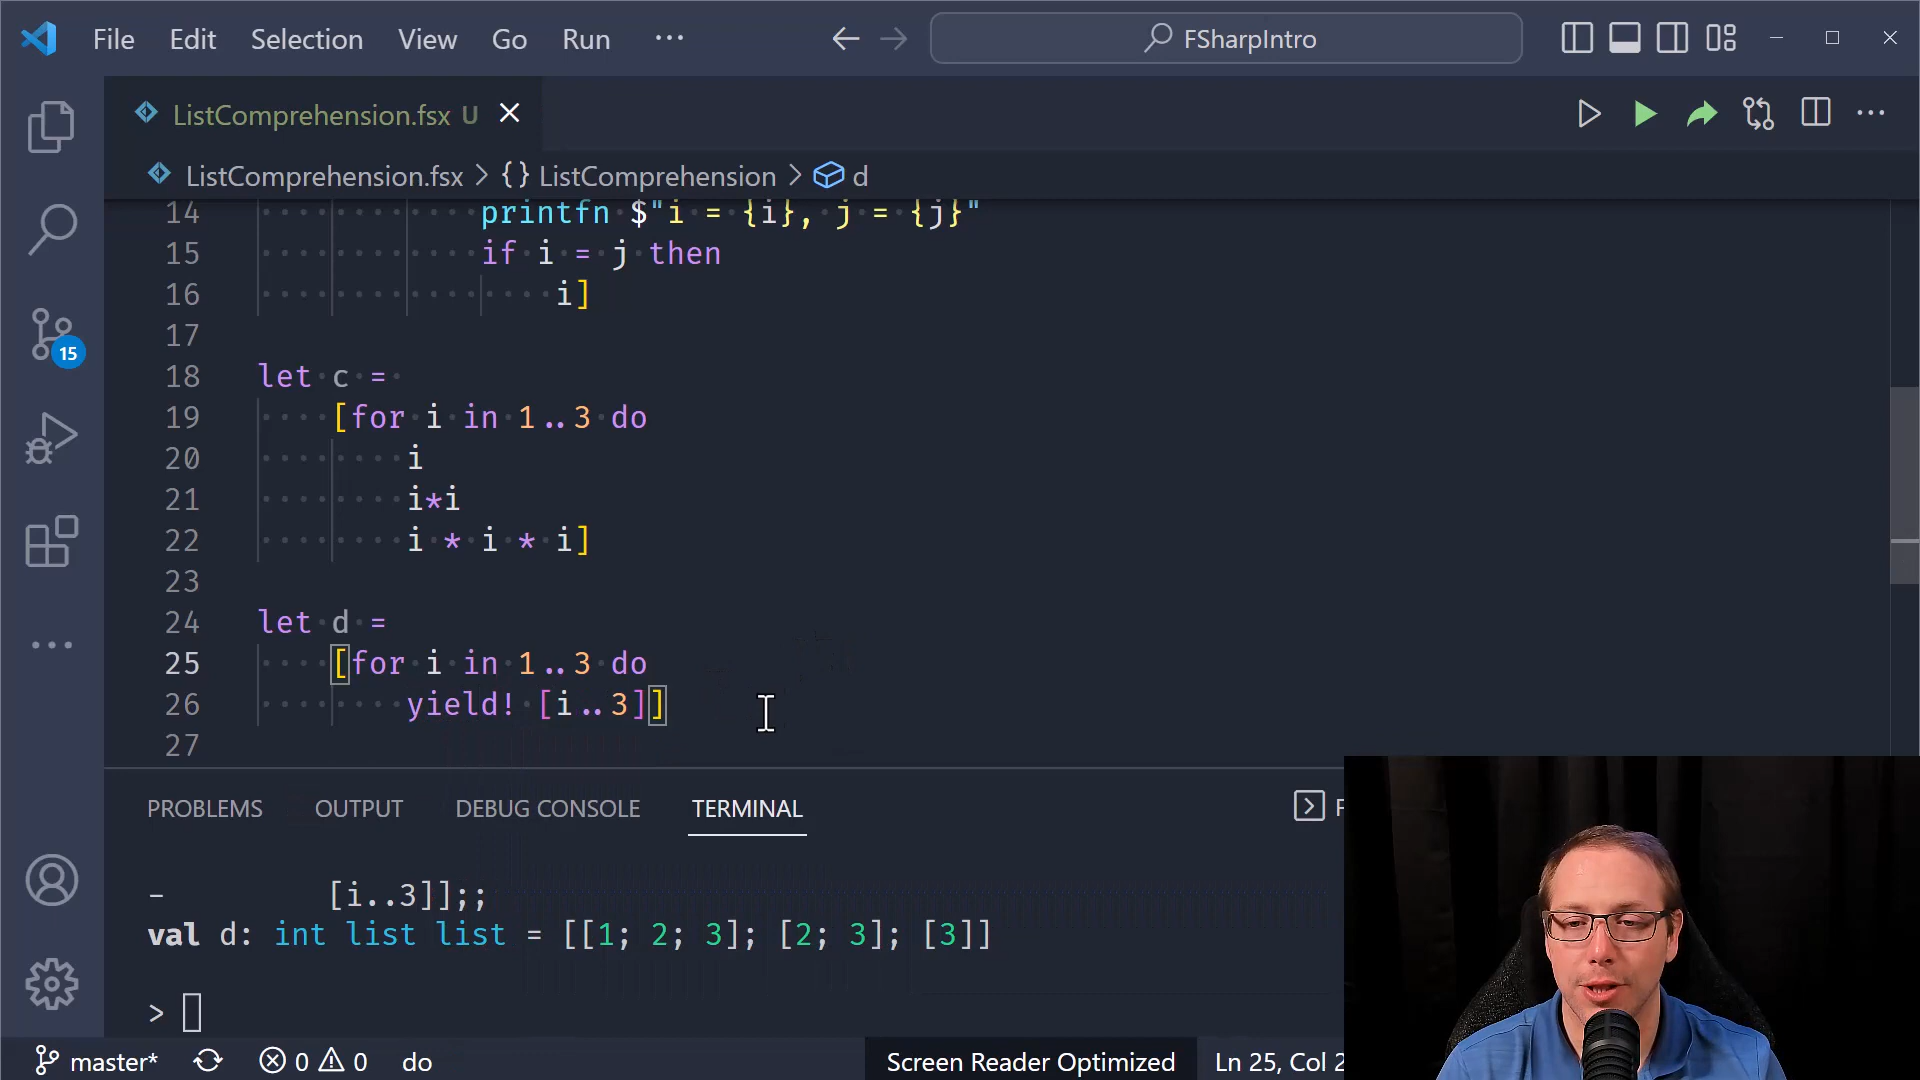 File Edit Selection View Go Run ··· FSharpIntro
ListComprehension.fsx U
ListComprehension.fsx > {} ListComprehension > d
14 printfn $"i = {i}, j = {j}"
15 if i = j then
16 i]
17
18 let c =
19 [for i in 1..3 do
20 i
21 i*i
22 i * i * i]
23
24 let d =
25 [for i in 1..3 do
26 yield! [i..3]]
27
15
PROBLEMS OUTPUT DEBUG CONSOLE TERMINAL
- [i..3]];;
val d: int list list = [[1; 2; 3]; [2; 3]; [3]]
>
master* 0 0 do Screen Reader Optimized Ln 25, Col